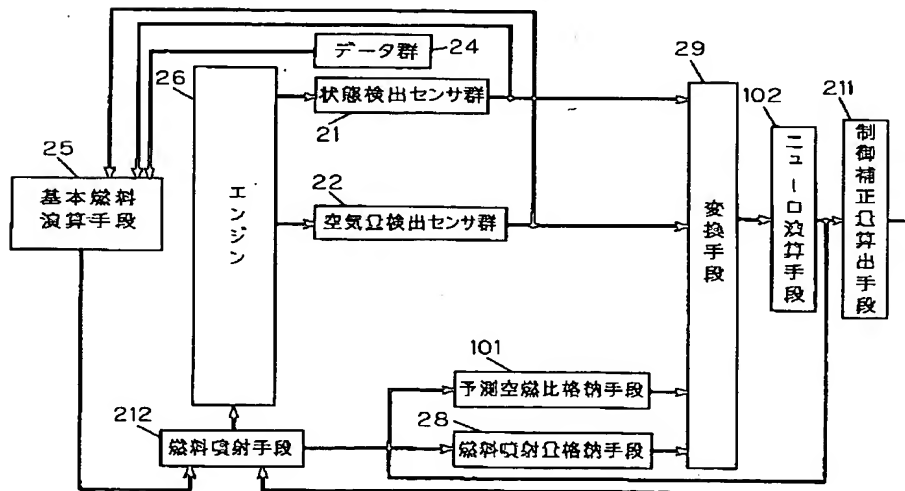 データ群
24
29
26
状態検出センサ群
21
102
211
25
基本燃料
演算手段
22
空気量検出センサ群
エンジン
変換手段
ニューロ演算手段
制御補正量算出手段
101
予測空燃比格納手段
28
燃料噴射量格納手段
212
燃料噴射手段